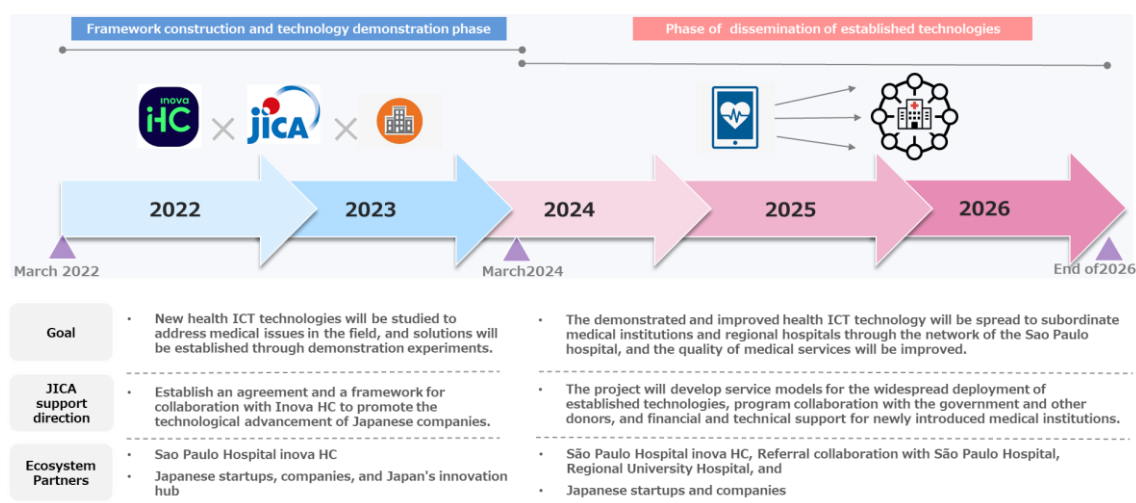 Framework construction and technology demonstration phase
Phase of dissemination of established technologies
inova
iHC
JICA
2022
2023
2024
2025
2026
March 2022
March2024
End of2026
Goal
• New health ICT technologies will be studied to
address medical issues in the field, and solutions will
be established through demonstration experiments.
• The demonstrated and improved health ICT technology will be spread to subordinate
medical institutions and regional hospitals through the network of the Sao Paulo
hospital, and the quality of medical services will be improved.
JICA
support
direction
• Establish an agreement and a framework for
collaboration with Inova HC to promote the
technological advancement of Japanese companies.
• The project will develop service models for the widespread deployment of
established technologies, program collaboration with the government and other
donors, and financial and technical support for newly introduced medical institutions.
Ecosystem
Partners
• Sao Paulo Hospital inova HC
• Japanese startups, companies, and Japan's innovation
hub
• São Paulo Hospital inova HC, Referral collaboration with São Paulo Hospital,
Regional University Hospital, and
• Japanese startups and companies